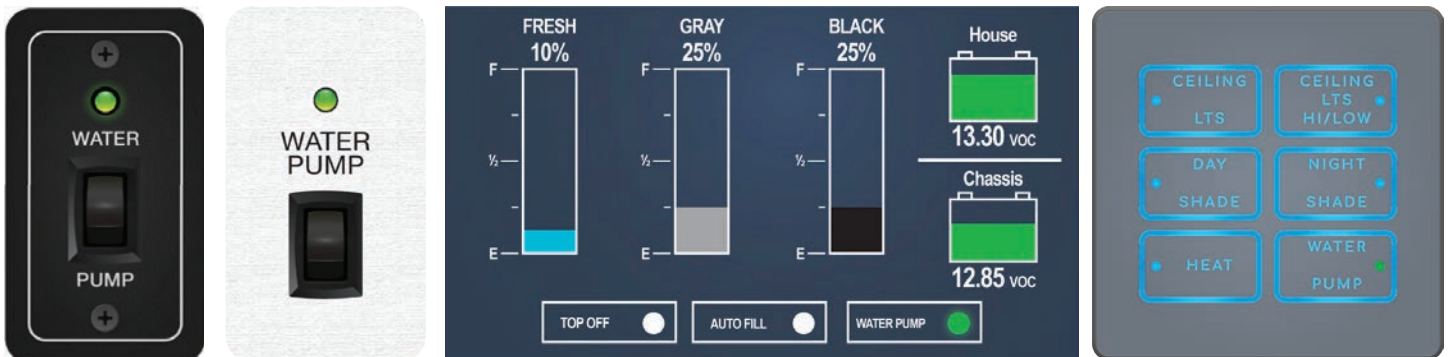 WATER
PUMP
WATER
PUMP
FRESH
10%
F
½
E
GRAY
25%
F
½
E
BLACK
25%
F
½
E
House
13.30 VOC
Chassis
12.85 VOC
TOP OFF
AUTO FILL
WATER PUMP
CEILING
LTS
CEILING
LTS
HI/LOW
DAY
SHADE
NIGHT
SHADE
HEAT
WATER
PUMP